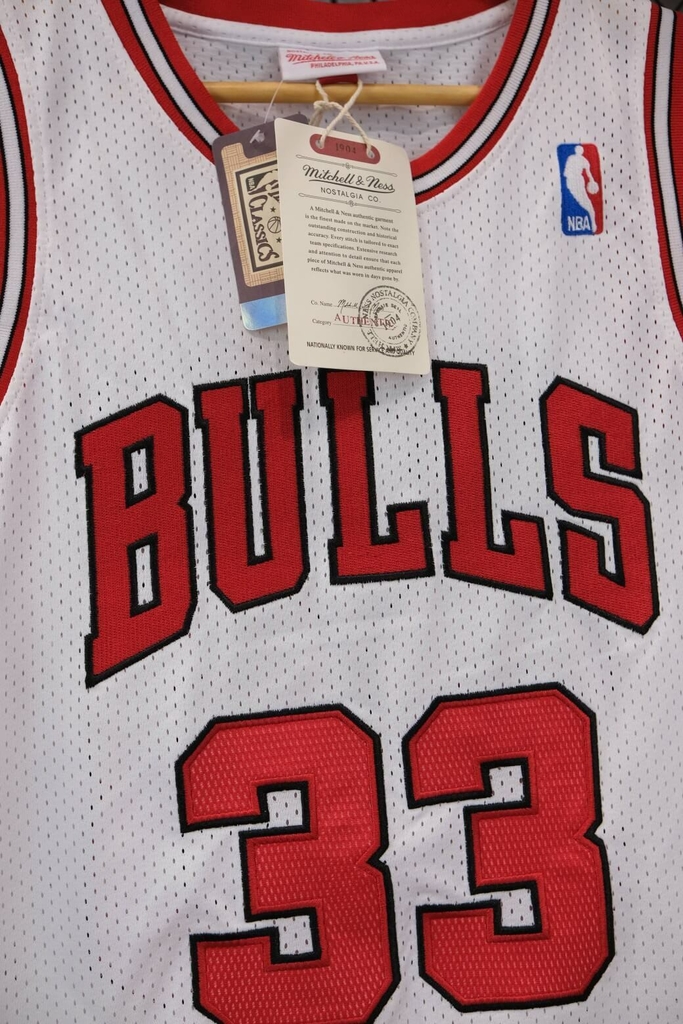 Mitchell & Ness
PHILADELPHIA, PA U.S.A.
1904
Mitchell & Ness
NOSTALGIA CO.
A Mitchell & Ness authentic garment
is the finest made on the market. Note the
outstanding construction and historical
accuracy. Every stitch is tailored to exact
team specifications. Extensive research
and attention to detail ensure that each
piece of Mitchell & Ness authentic apparel
reflects what was worn in days gone by.
Co. Name
Category AUTHENTIC
NATIONALLY KNOWN FOR SERVICE AND QUALITY
CLASSICS
NBA
BULLS
33